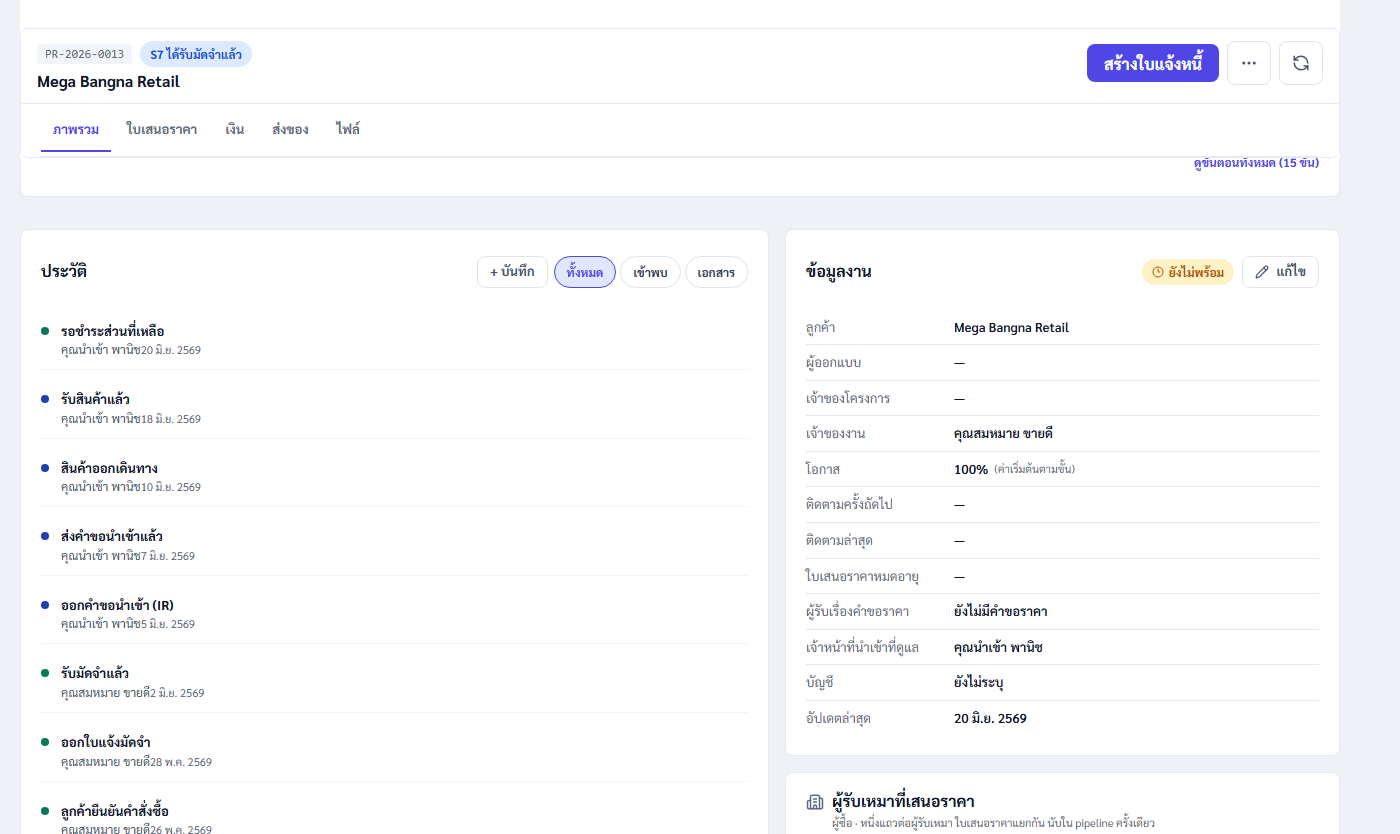 PR-2026-0013 S7 ได้รับมัดจำแล้ว
Mega Bangna Retail
สร้างใบแจ้งหนี้
ภาพรวม ใบเสนอราคา เงิน ส่งของ ไฟล์
ดูขั้นตอนทั้งหมด (15 ขั้น)
ประวัติ
+ บันทึก ทั้งหมด เข้าพบ เอกสาร
รอชำระส่วนที่เหลือ
คุณนำเข้า พานิช20 มิ.ย. 2569
รับสินค้าแล้ว
คุณนำเข้า พานิช18 มิ.ย. 2569
สินค้าออกเดินทาง
คุณนำเข้า พานิช10 มิ.ย. 2569
ส่งคำขอนำเข้าแล้ว
คุณนำเข้า พานิช7 มิ.ย. 2569
ออกคำขอนำเข้า (IR)
คุณนำเข้า พานิช5 มิ.ย. 2569
รับมัดจำแล้ว
คุณสมหมาย ขายดี2 มิ.ย. 2569
ออกใบแจ้งมัดจำ
คุณสมหมาย ขายดี28 พ.ค. 2569
ลูกค้ายืนยันคำสั่งซื้อ
คุณสมหมาย ขายดี26 พ.ค. 2569
ข้อมูลงาน
ยังไม่พร้อม แก้ไข
ลูกค้า Mega Bangna Retail
ผู้ออกแบบ —
เจ้าของโครงการ —
เจ้าของงาน คุณสมหมาย ขายดี
โอกาส 100% (ค่าเริ่มต้นตามขั้น)
ติดตามครั้งถัดไป —
ติดตามล่าสุด —
ใบเสนอราคาหมดอายุ —
ผู้รับเรื่องคำขอราคา ยังไม่มีคำขอราคา
เจ้าหน้าที่นำเข้าที่ดูแล คุณนำเข้า พานิช
บัญชี ยังไม่ระบุ
อัปเดตล่าสุด 20 มิ.ย. 2569
ผู้รับเหมาที่เสนอราคา
ผู้ซื้อ · หนึ่งแถวต่อผู้รับเหมา ใบเสนอราคาแยกกัน นับใน pipeline ครั้งเดียว